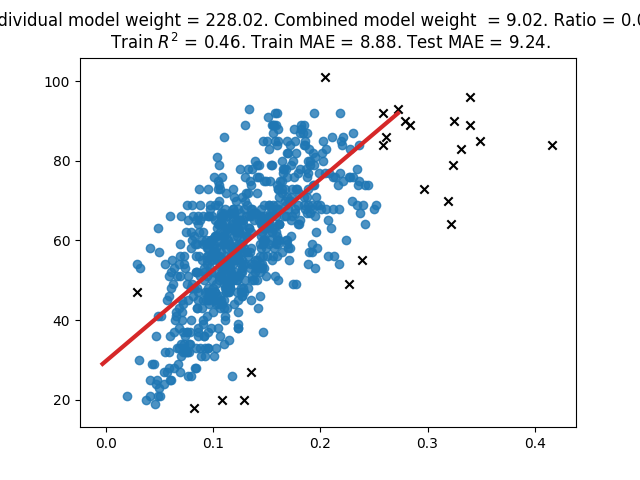 dividual model weight = 228.02. Combined model weight = 9.02. Ratio = 0.0
Train R² = 0.46. Train MAE = 8.88. Test MAE = 9.24.
100
80
60
40
20
0.0 0.1 0.2 0.3 0.4